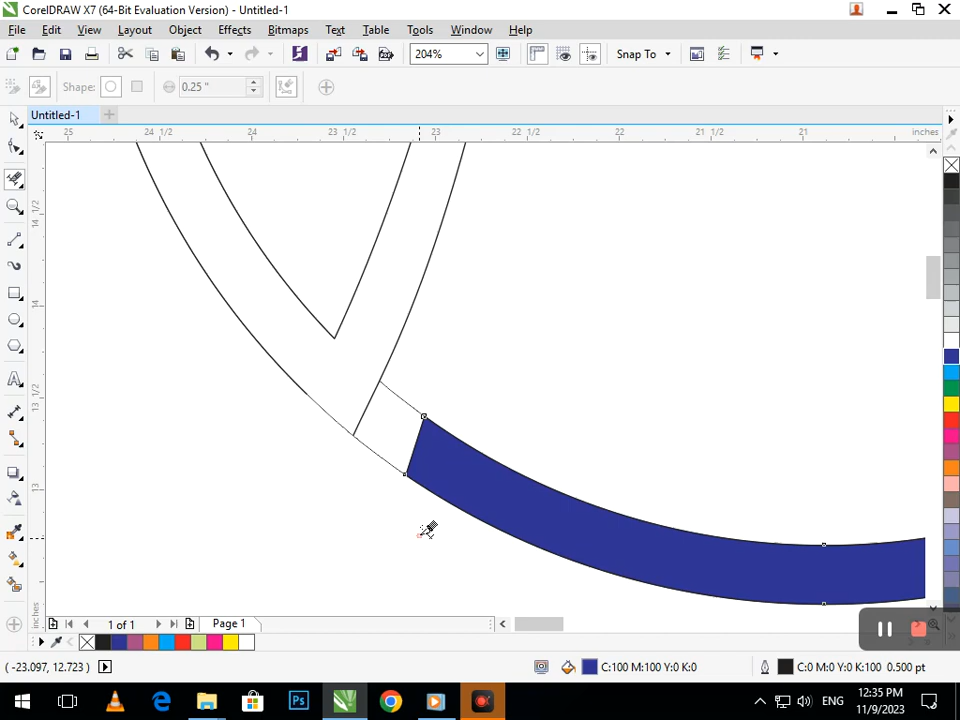 CorelDRAW X7 (64-Bit Evaluation Version) - Untitled-1
File Edit View Layout Object Effects Bitmaps Text Table Tools Window Help
204% Snap To
Shape: 0.25 "
Untitled-1
25 24 1/2 24 23 1/2 23 22 1/2 22 21 1/2 21 inches
14 1/2
14
13 1/2
13
inches
1 of 1 Page 1
(-23.097, 12.723) C:100 M:100 Y:0 K:0 C:0 M:0 Y:0 K:100 0.500 pt
Ps ENG 12:35 PM
11/9/2023